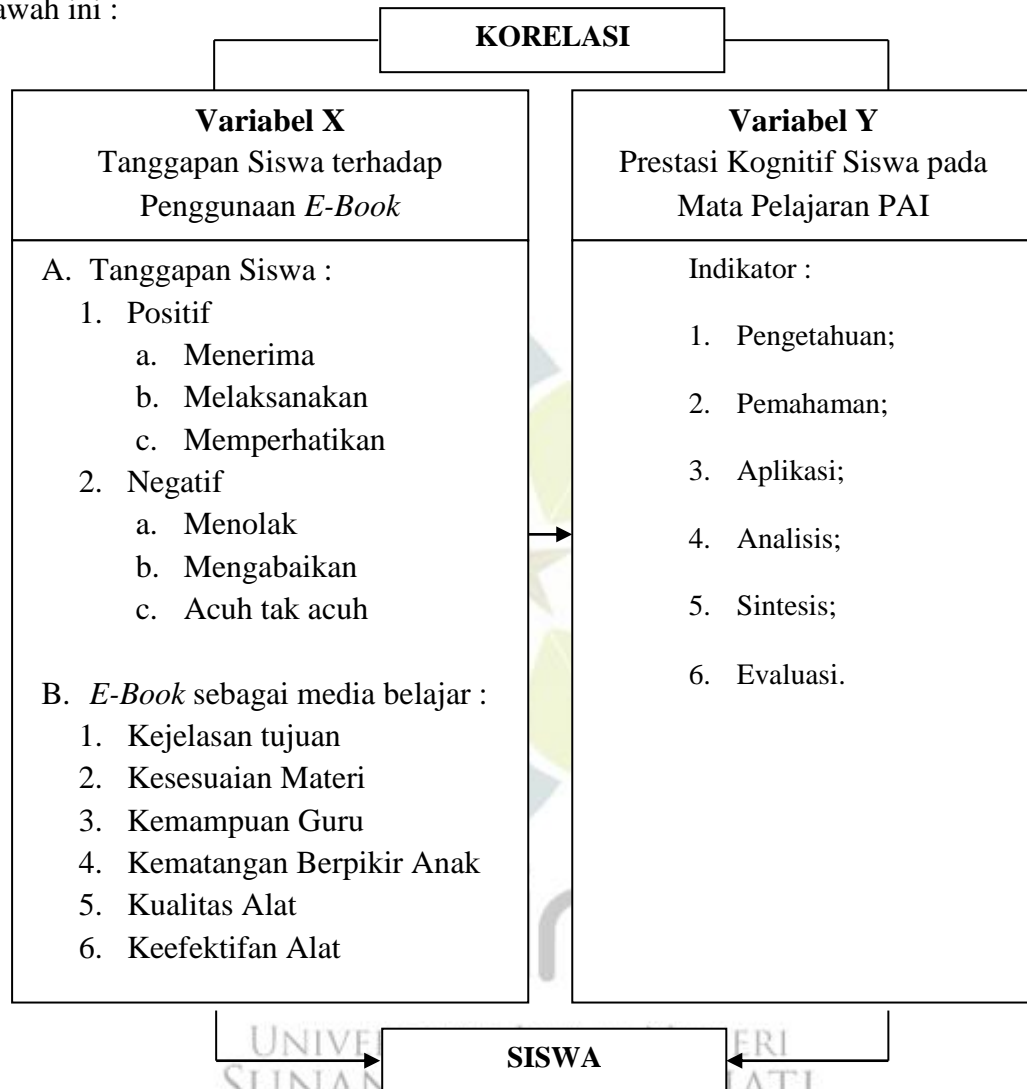 awah ini :
KORELASI
Variabel X
Tanggapan Siswa terhadap
Penggunaan E-Book
A. Tanggapan Siswa :
1. Positif
a. Menerima
b. Melaksanakan
c. Memperhatikan
2. Negatif
a. Menolak
b. Mengabaikan
c. Acuh tak acuh
B. E-Book sebagai media belajar :
1. Kejelasan tujuan
2. Kesesuaian Materi
3. Kemampuan Guru
4. Kematangan Berpikir Anak
5. Kualitas Alat
6. Keefektifan Alat
Variabel Y
Prestasi Kognitif Siswa pada
Mata Pelajaran PAI
Indikator :
1. Pengetahuan;
2. Pemahaman;
3. Aplikasi;
4. Analisis;
5. Sintesis;
6. Evaluasi.
SISWA